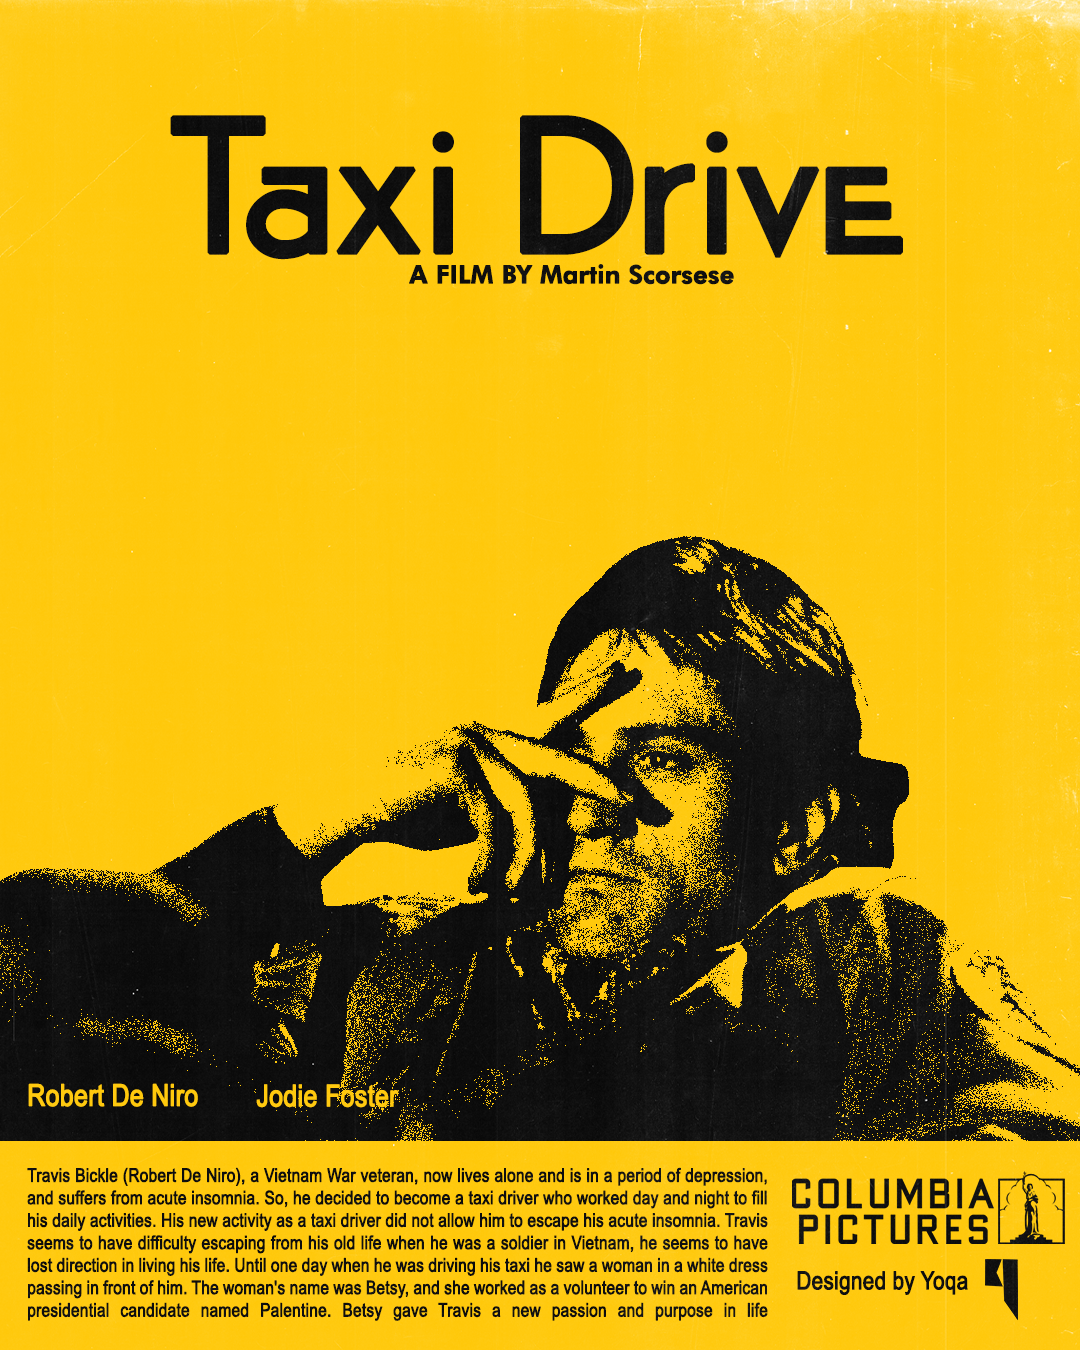 Taxi Drive
A FILM BY Martin Scorsese
Robert De Niro Jodie Foster
Travis Bickle (Robert De Niro), a Vietnam War veteran, now lives alone and is in a period of depression,
and suffers from acute insomnia. So, he decided to become a taxi driver who worked day and night to fill
his daily activities. His new activity as a taxi driver did not allow him to escape his acute insomnia. Travis
seems to have difficulty escaping from his old life when he was a soldier in Vietnam, he seems to have
lost direction in living his life. Until one day when he was driving his taxi he saw a woman in a white dress
passing in front of him. The woman's name was Betsy, and she worked as a volunteer to win an American
presidential candidate named Palentine. Betsy gave Travis a new passion and purpose in life
COLUMBIA
PICTURES
Designed by Yoqa